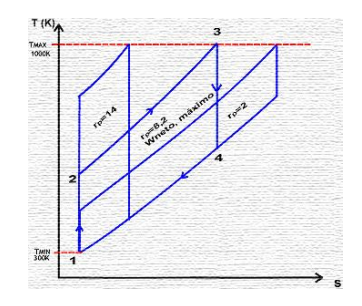 T (K)
3
TMAX
1000K
rp=14
rp=8,2
Wneto, máximo
rp=2
2
4
TMIN
300K
1
s